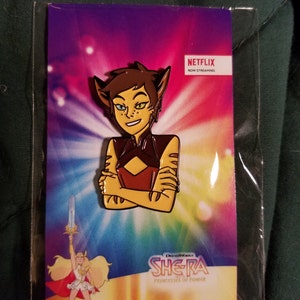 NETFLIX
NOW STREAMING
DREAMWORKS
SHE-RA
PRINCESSES OF POWER